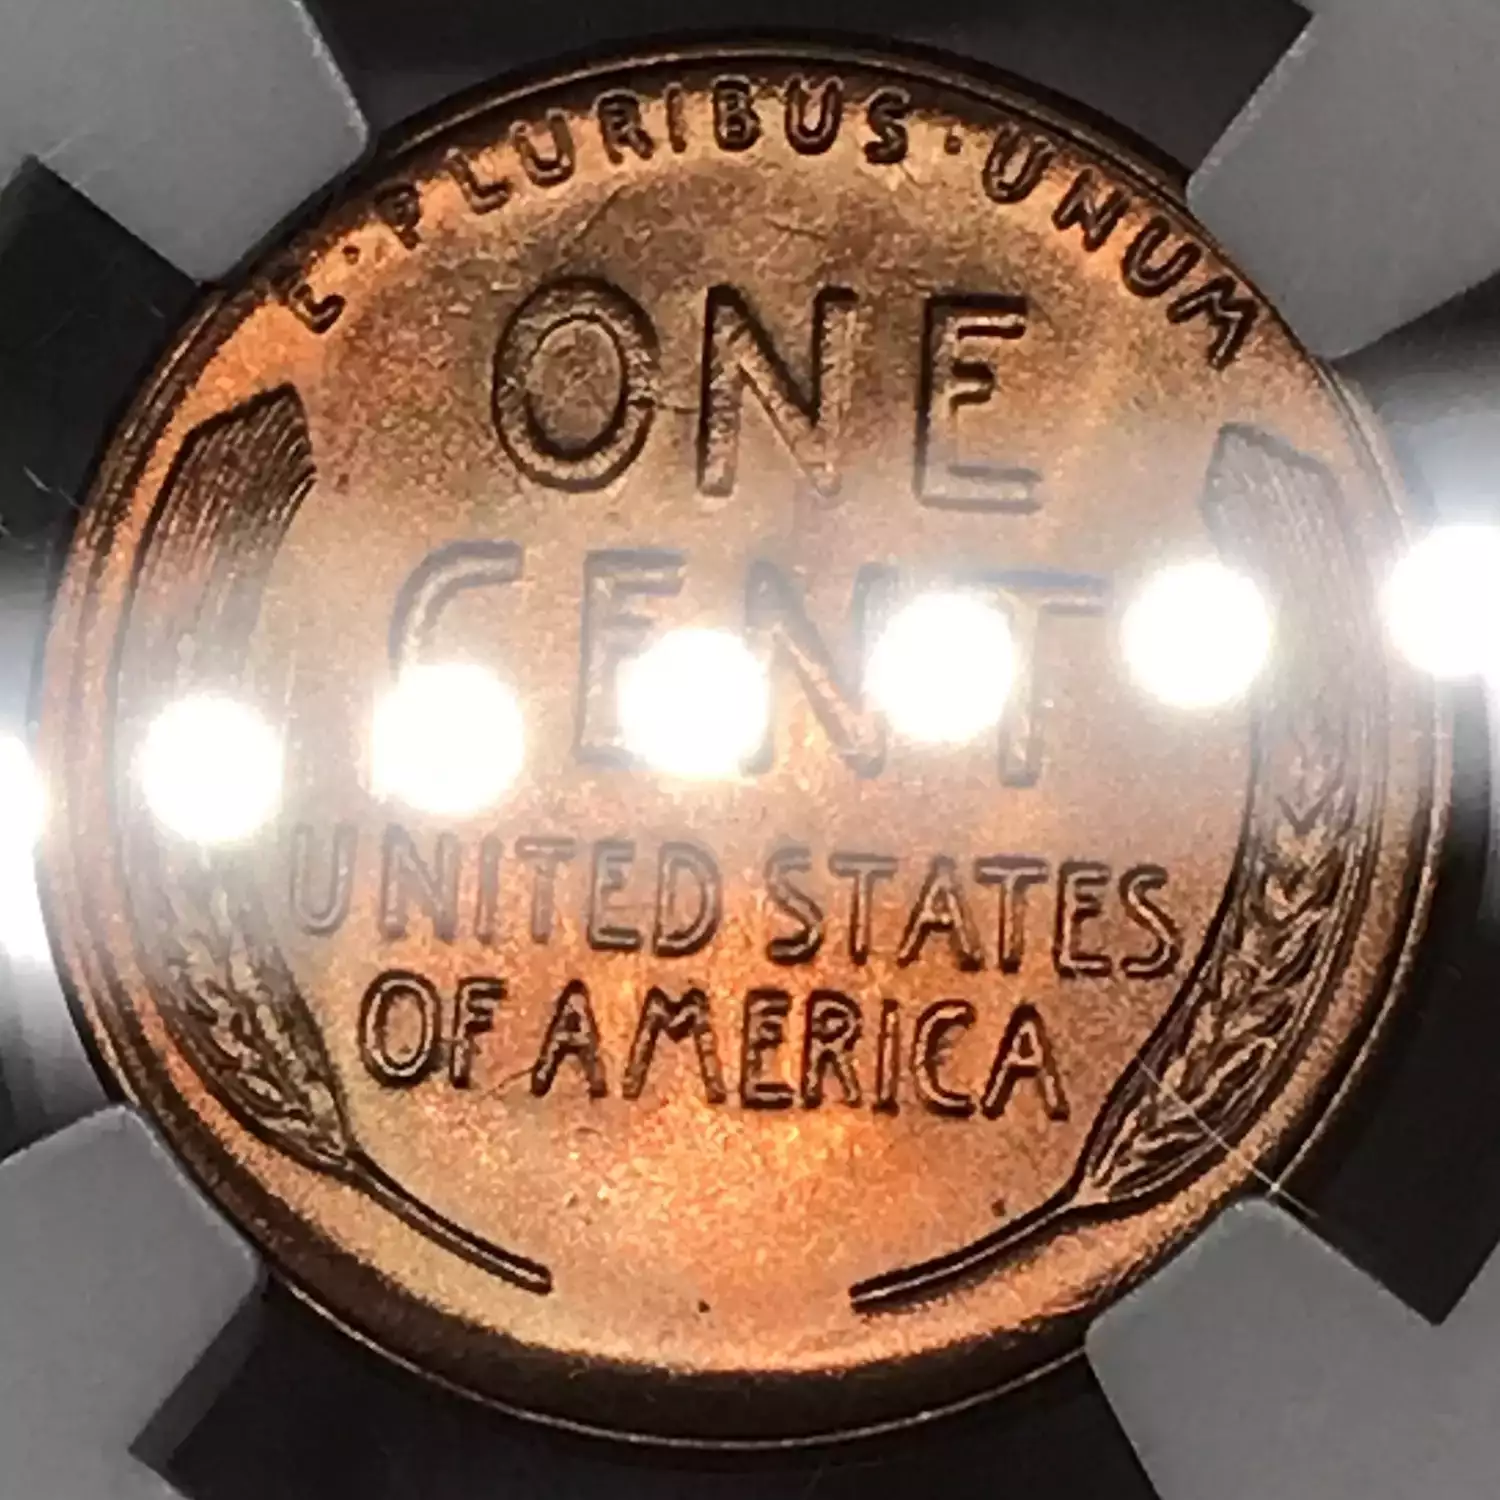 E·PLURIBUS·UNUM
ONE
CENT
UNITED STATES
OF AMERICA